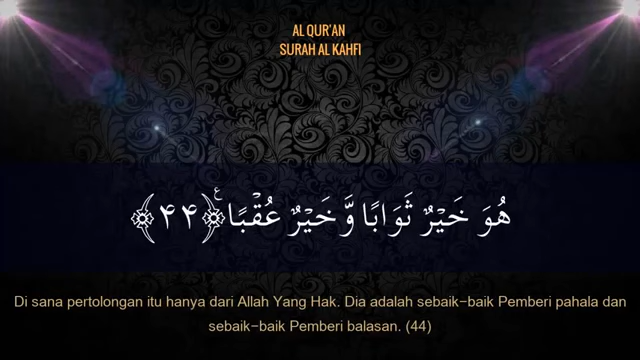 AL QUR'AN
SURAH AL KAHFI
هُوَ خَيْرٌ ثَوَابًا وَّخَيْرٌ عُقْبًا ࣖ ﴿۴۴﴾
Di sana pertolongan itu hanya dari Allah Yang Hak. Dia adalah sebaik-baik Pemberi pahala dan
sebaik-baik Pemberi balasan. (44)